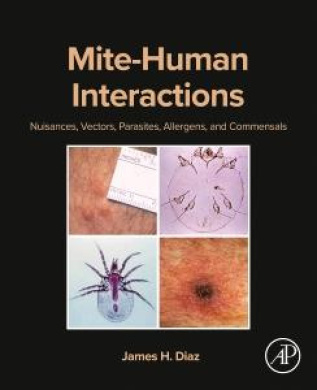 Mite-Human
Interactions
Nuisances, Vectors, Parasites, Allergens, and Commensals
James H. Diaz
AP